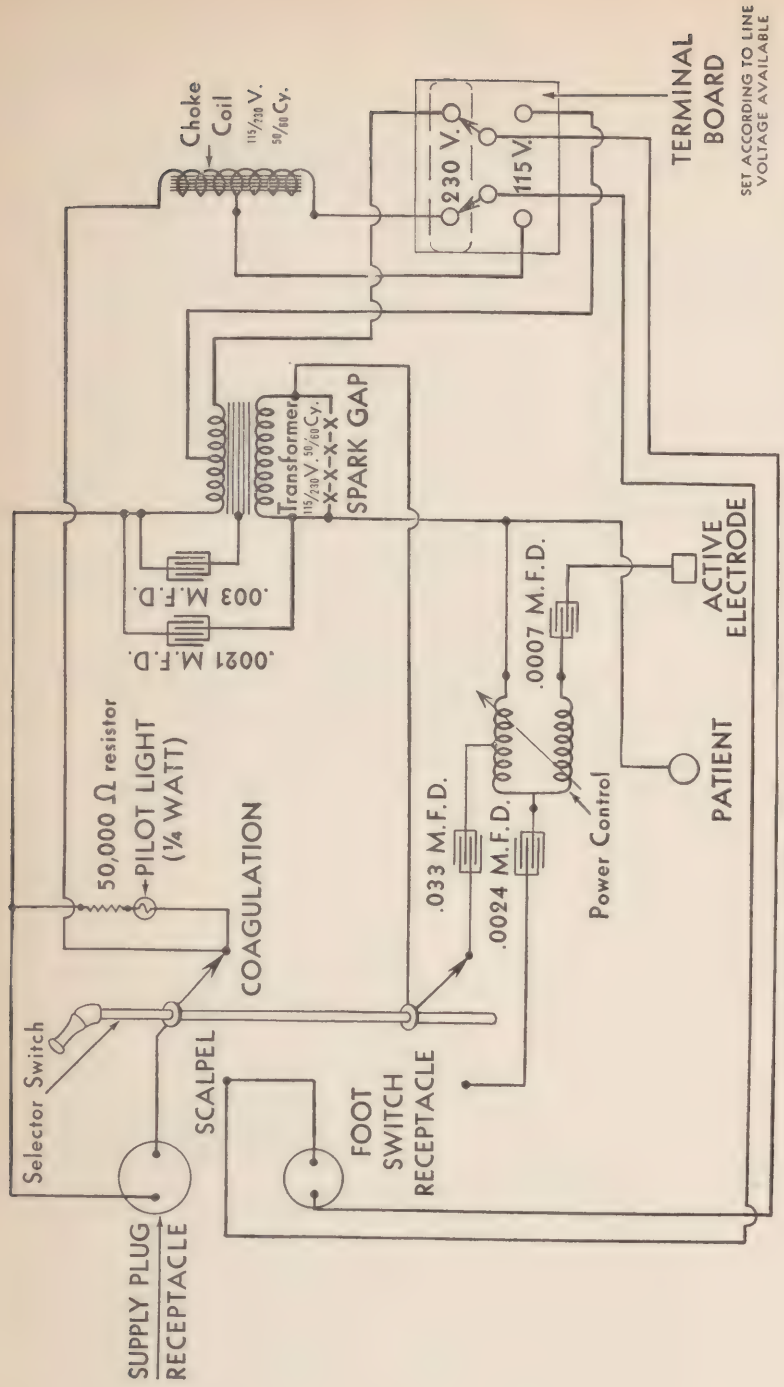 Selector Switch
SUPPLY PLUG
RECEPTACLE
SCALPEL
FOOT
SWITCH
RECEPTACLE
50,000 Ω resistor
PILOT LIGHT
(¼ WATT)
COAGULATION
.0021 M.F.D.
.003 M.F.D.
Transformer
115/230 V. 50/60 Cy.
-X-X-X-X-X-
SPARK GAP
Choke
Coil
115/230 V.
50/60 Cy.
230 V.
115 V.
TERMINAL
BOARD
SET ACCORDING TO LINE
VOLTAGE AVAILABLE
.033 M.F.D.
.0024 M.F.D.
.0007 M.F.D.
Power Control
PATIENT
ACTIVE
ELECTRODE